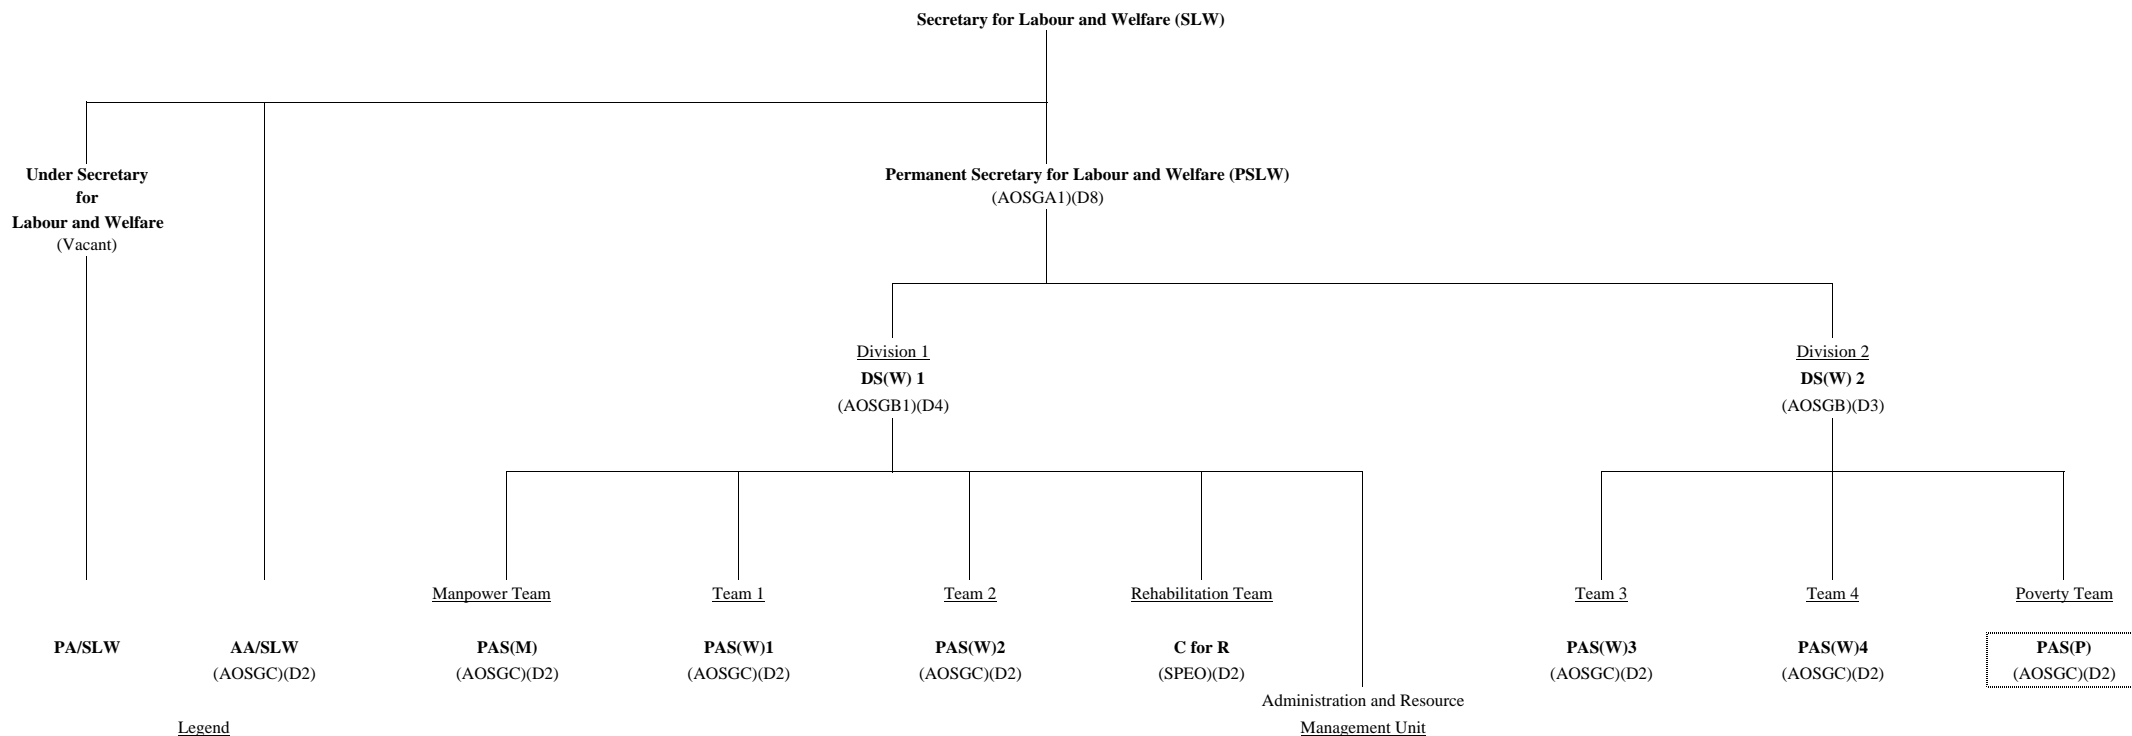 Secretary for Labour and Welfare (SLW)
Under Secretary
for
Labour and Welfare
(Vacant)
Permanent Secretary for Labour and Welfare (PSLW)
(AOSGA1)(D8)
Division 1
DS(W) 1
(AOSGB1)(D4)
Division 2
DS(W) 2
(AOSGB)(D3)
PA/SLW
AA/SLW
(AOSGC)(D2)
Manpower Team
PAS(M)
(AOSGC)(D2)
Team 1
PAS(W)1
(AOSGC)(D2)
Team 2
PAS(W)2
(AOSGC)(D2)
Rehabilitation Team
C for R
(SPEO)(D2)
Administration and Resource
Management Unit
Team 3
PAS(W)3
(AOSGC)(D2)
Team 4
PAS(W)4
(AOSGC)(D2)
Poverty Team
PAS(P)
(AOSGC)(D2)
Legend